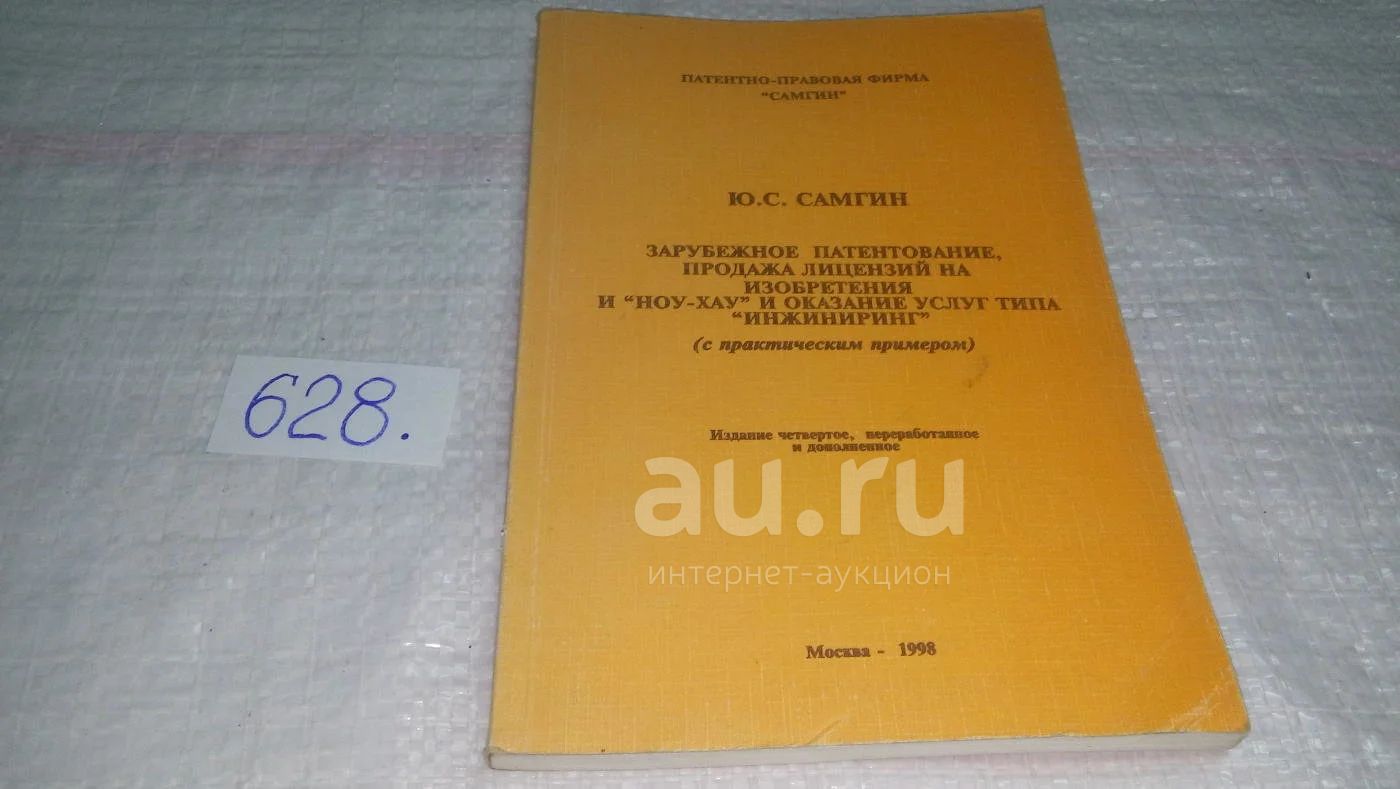 ПАТЕНТНО-ПРАВОВАЯ ФИРМА
"САМГИН"
Ю.С. САМГИН
ЗАРУБЕЖНОЕ ПАТЕНТОВАНИЕ,
ПРОДАЖА ЛИЦЕНЗИЙ НА
ИЗОБРЕТЕНИЯ
И "НОУ-ХАУ" И ОКАЗАНИЕ УСЛУГ ТИПА
"ИНЖИНИРИНГ"
(с практическим примером)
628.
Издание четвертое, переработанное
и дополненное
au.ru
интернет-аукцион
Москва - 1998